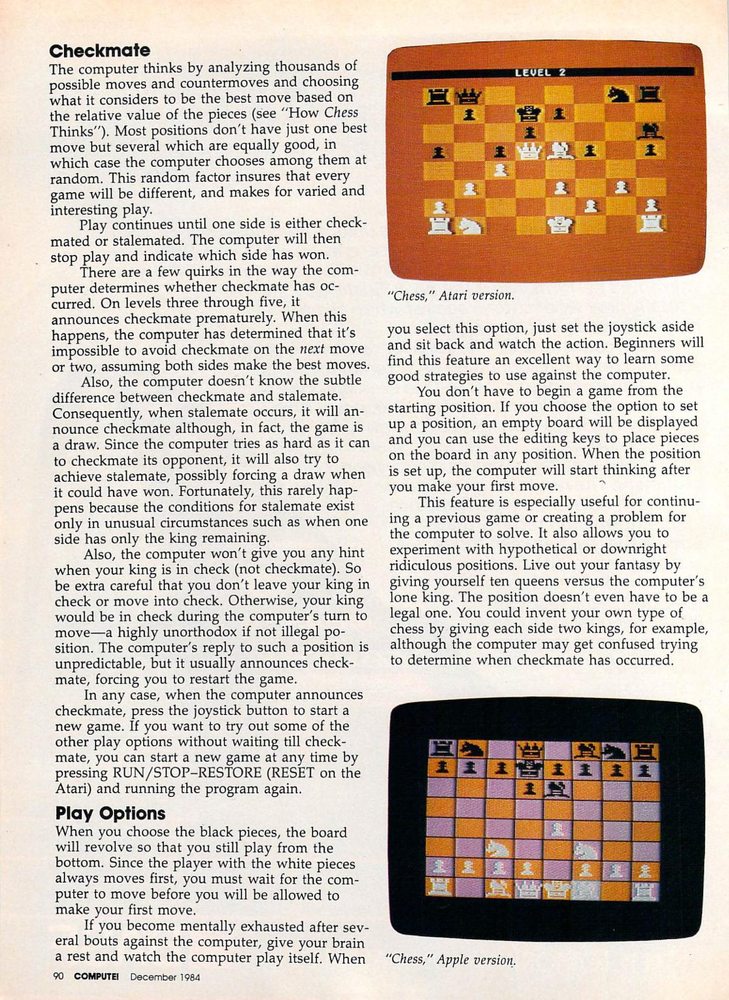 Checkmate
The computer thinks by analyzing thousands of
possible moves and countermoves and choosing
what it considers to be the best move based on
the relative value of the pieces (see "How Chess
Thinks"). Most positions don't have just one best
move but several which are equally good, in
which case the computer chooses among them at
random. This random factor insures that every
game will be different, and makes for varied and
interesting play.
Play continues until one side is either check-
mated or stalemated. The computer will then
stop play and indicate which side has won.
There are a few quirks in the way the com-
puter determines whether checkmate has oc-
curred. On levels three through five, it
announces checkmate prematurely. When this
happens, the computer has determined that it's
impossible to avoid checkmate on the next move
or two, assuming both sides make the best moves.
Also, the computer doesn't know the subtle
difference between checkmate and stalemate.
Consequently, when stalemate occurs, it will an-
nounce checkmate although, in fact, the game is
a draw. Since the computer tries as hard as it can
to checkmate its opponent, it will also try to
achieve stalemate, possibly forcing a draw when
it could have won. Fortunately, this rarely hap-
pens because the conditions for stalemate exist
only in unusual circumstances such as when one
side has only the king remaining.
Also, the computer won't give you any hint
when your king is in check (not checkmate). So
be extra careful that you don't leave your king in
check or move into check. Otherwise, your king
would be in check during the computer's turn to
move—a highly unorthodox if not illegal po-
sition. The computer's reply to such a position is
unpredictable, but it usually announces check-
mate, forcing you to restart the game.
In any case, when the computer announces
checkmate, press the joystick button to start a
new game. If you want to try out some of the
other play options without waiting till check-
mate, you can start a new game at any time by
pressing RUN/STOP–RESTORE (RESET on the
Atari) and running the program again.
Play Options
When you choose the black pieces, the board
will revolve so that you still play from the
bottom. Since the player with the white pieces
always moves first, you must wait for the com-
puter to move before you will be allowed to
make your first move.
If you become mentally exhausted after sev-
eral bouts against the computer, give your brain
a rest and watch the computer play itself. When
LEVEL 2
"Chess," Atari version.
you select this option, just set the joystick aside
and sit back and watch the action. Beginners will
find this feature an excellent way to learn some
good strategies to use against the computer.
You don't have to begin a game from the
starting position. If you choose the option to set
up a position, an empty board will be displayed
and you can use the editing keys to place pieces
on the board in any position. When the position
is set up, the computer will start thinking after
you make your first move.
This feature is especially useful for continu-
ing a previous game or creating a problem for
the computer to solve. It also allows you to
experiment with hypothetical or downright
ridiculous positions. Live out your fantasy by
giving yourself ten queens versus the computer's
lone king. The position doesn't even have to be a
legal one. You could invent your own type of
chess by giving each side two kings, for example,
although the computer may get confused trying
to determine when checkmate has occurred.
"Chess," Apple version.
90 COMPUTE! December 1984